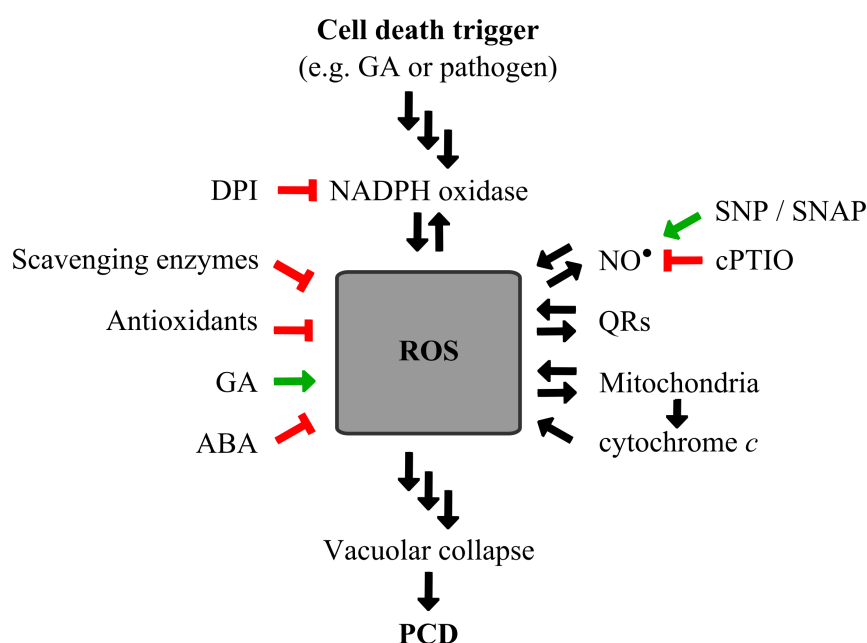 Cell death trigger
(e.g. GA or pathogen)
DPI
NADPH oxidase
SNP / SNAP
Scavenging enzymes
NO•
cPTIO
Antioxidants
ROS
QRs
GA
Mitochondria
ABA
cytochrome c
Vacuolar collapse
PCD